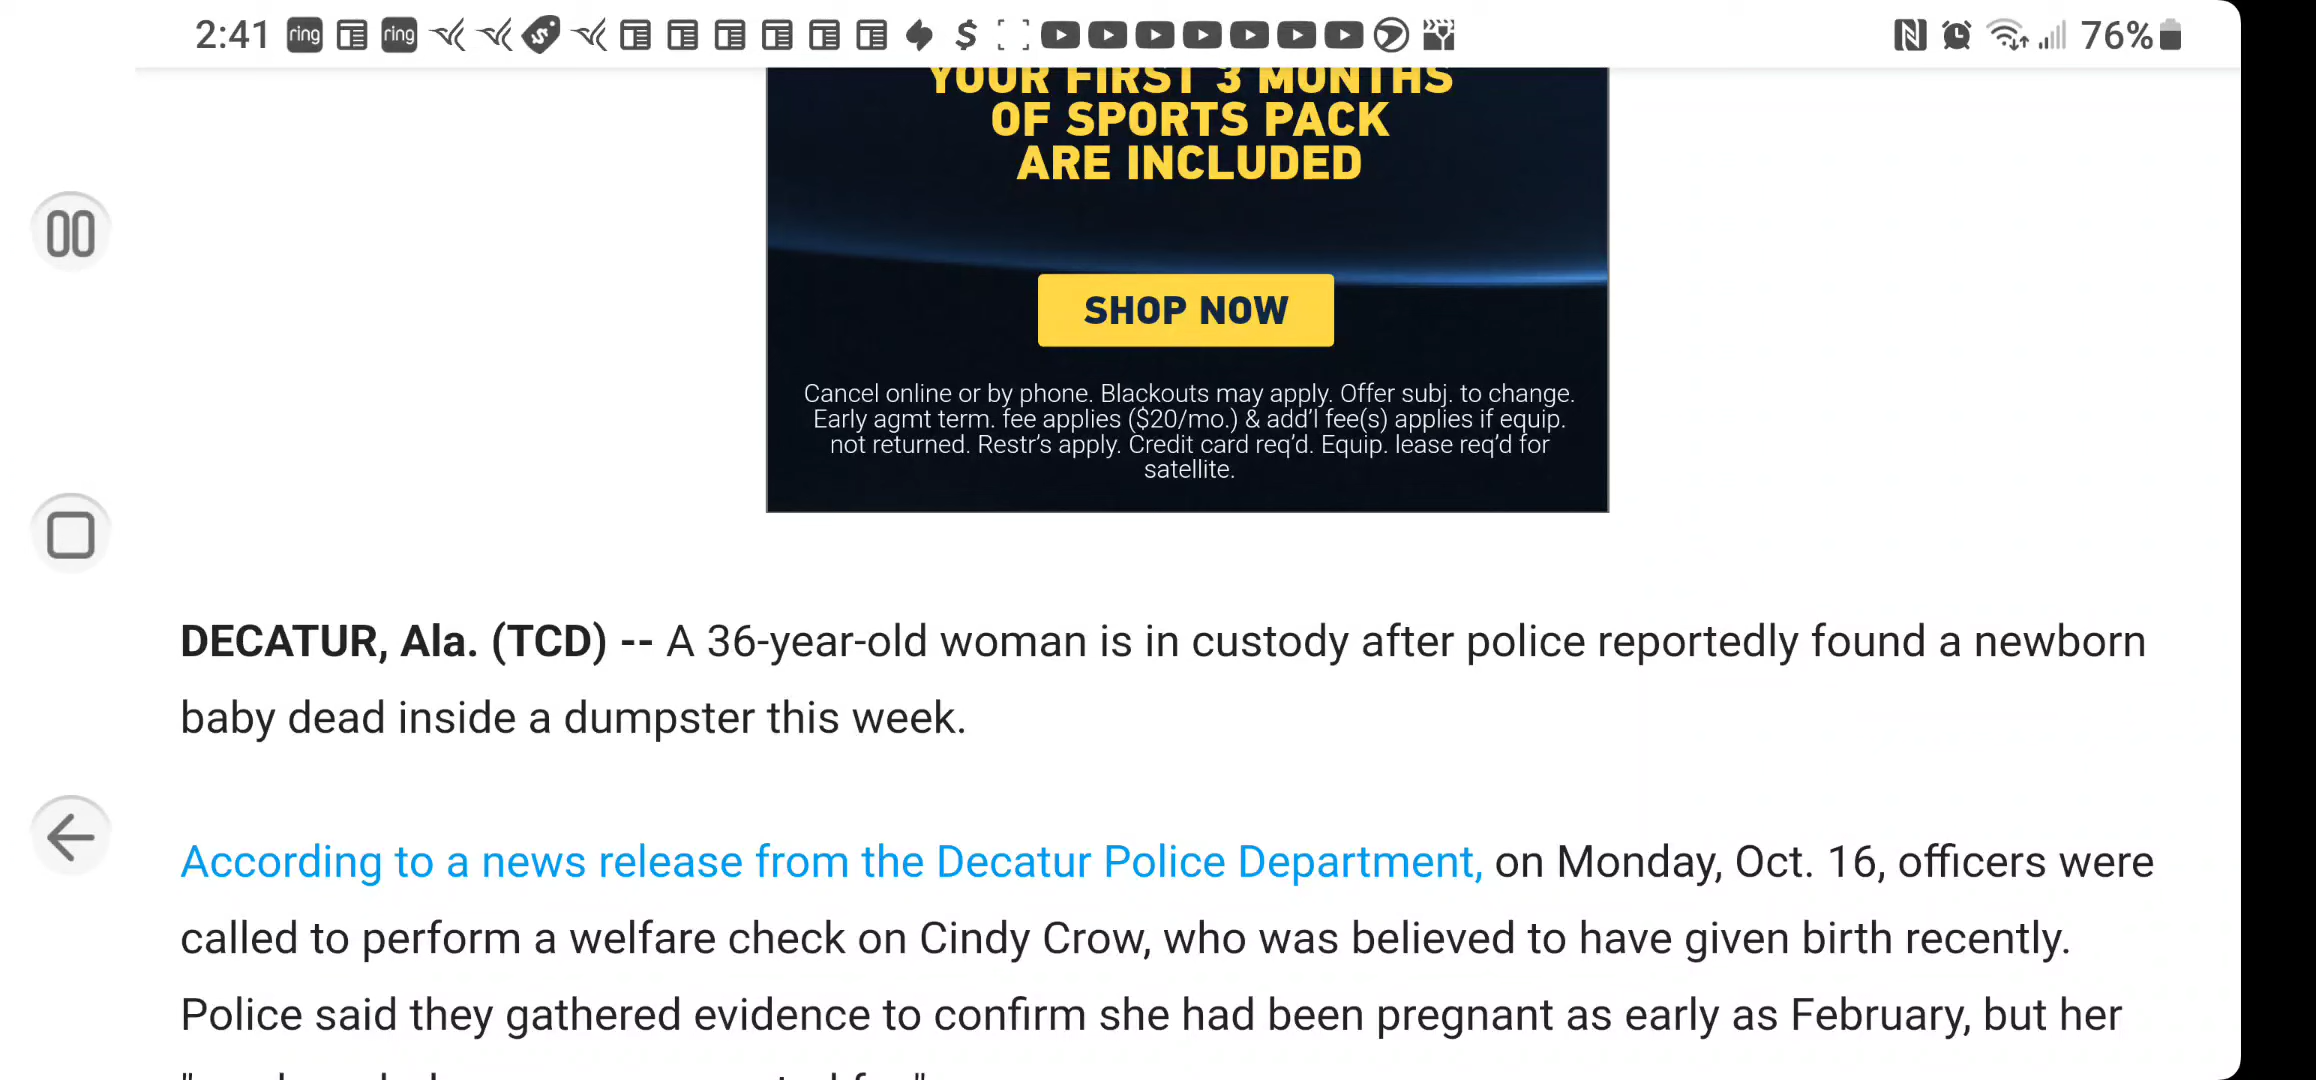 2:41 ring ring 76%
YOUR FIRST 3 MONTHS
OF SPORTS PACK
ARE INCLUDED
SHOP NOW
Cancel online or by phone. Blackouts may apply. Offer subj. to change.
Early agmt term. fee applies ($20/mo.) & add'l fee(s) applies if equip.
not returned. Restr's apply. Credit card req'd. Equip. lease req'd for
satellite.
DECATUR, Ala. (TCD) -- A 36-year-old woman is in custody after police reportedly found a newborn
baby dead inside a dumpster this week.
According to a news release from the Decatur Police Department, on Monday, Oct. 16, officers were
called to perform a welfare check on Cindy Crow, who was believed to have given birth recently.
Police said they gathered evidence to confirm she had been pregnant as early as February, but her